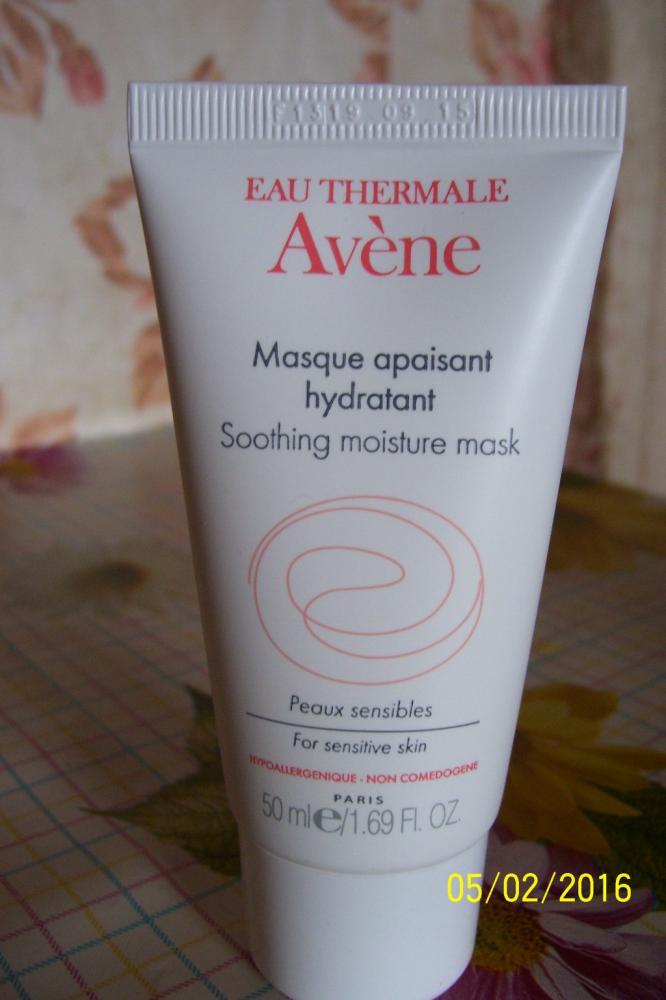 F1319 09 15
EAU THERMALE
Avène
Masque apaisant
hydratant
Soothing moisture mask
Peaux sensibles
For sensitive skin
HYPOALLERGENIQUE - NON COMEDOGENE
PARIS
50 ml e/1.69 Fl. OZ.
05/02/2016